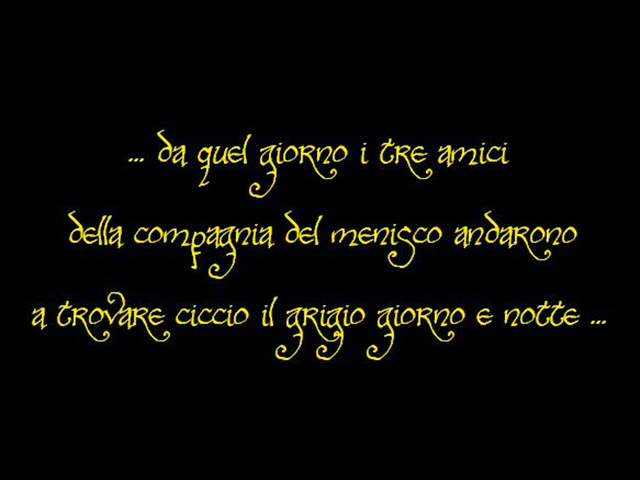 ... da quel giorno i tre amici
della compagnia del menisco andarono
a trovare ciccio il grigio giorno e notte ...